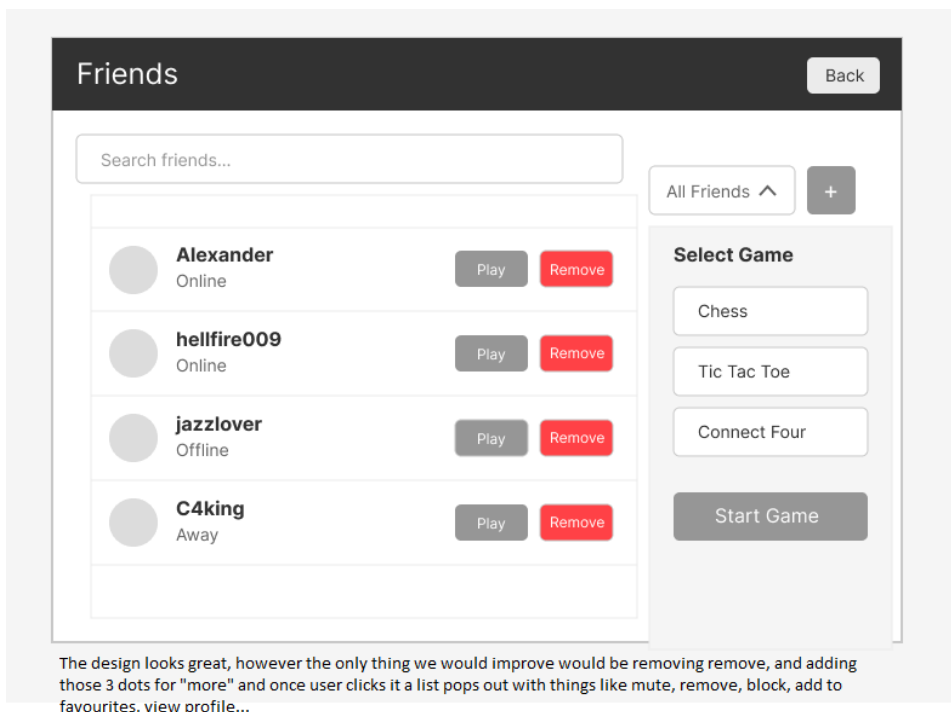 Friends
Back
Search friends...
All Friends
+
Alexander
Online
Play
Remove
hellfire009
Online
Play
Remove
jazzlover
Offline
Play
Remove
C4king
Away
Play
Remove
Select Game
Chess
Tic Tac Toe
Connect Four
Start Game
The design looks great, however the only thing we would improve would be removing remove, and adding
those 3 dots for "more" and once user clicks it a list pops out with things like mute, remove, block, add to
favourites, view profile...